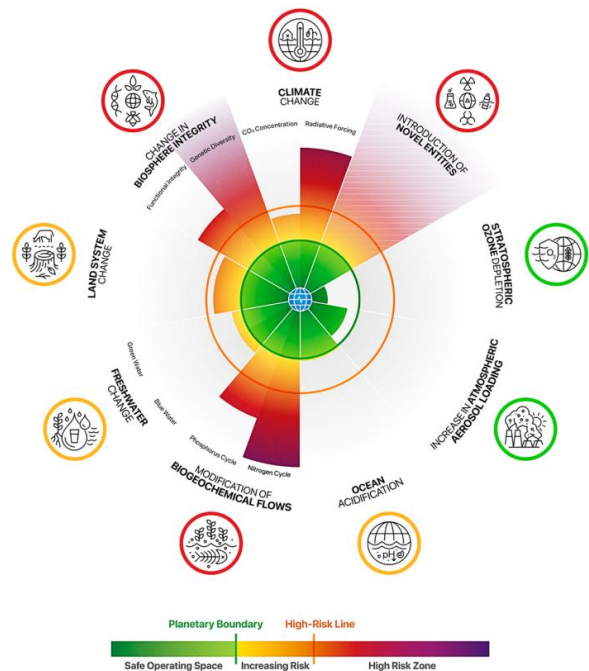 CLIMATE
CHANGE
CO₂ Concentration
Radiative Forcing
INTRODUCTION OF
NOVEL ENTITIES
STRATOSPHERIC
OZONE DEPLETION
INCREASE IN ATMOSPHERIC
AEROSOL LOADING
OCEAN
ACIDIFICATION
pH
MODIFICATION OF
BIOGEOCHEMICAL FLOWS
Nitrogen Cycle
Phosphorus Cycle
FRESHWATER
CHANGE
Blue Water
Green Water
LAND SYSTEM
CHANGE
CHANGE IN
BIOSPHERE INTEGRITY
Functional Integrity
Genetic Diversity
Planetary Boundary
High-Risk Line
Safe Operating Space
Increasing Risk
High Risk Zone